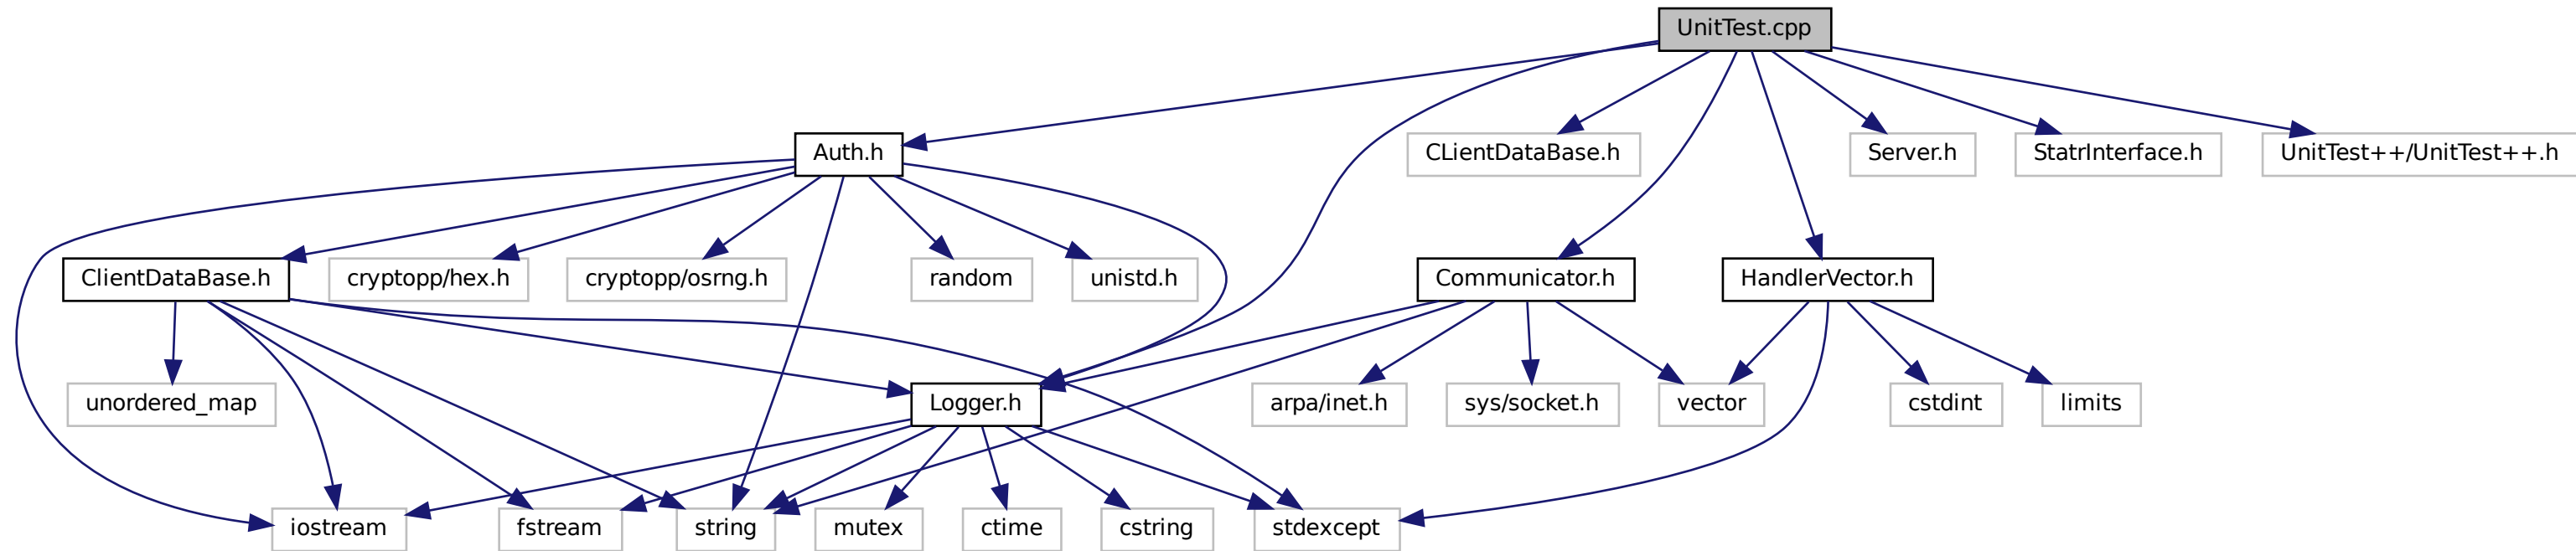 UnitTest.cpp
Auth.h
CLientDataBase.h
Server.h
StatrInterface.h
UnitTest++/UnitTest++.h
ClientDataBase.h
cryptopp/hex.h
cryptopp/osrng.h
random
unistd.h
Communicator.h
HandlerVector.h
unordered_map
Logger.h
arpa/inet.h
sys/socket.h
vector
cstdint
limits
iostream
fstream
string
mutex
ctime
cstring
stdexcept